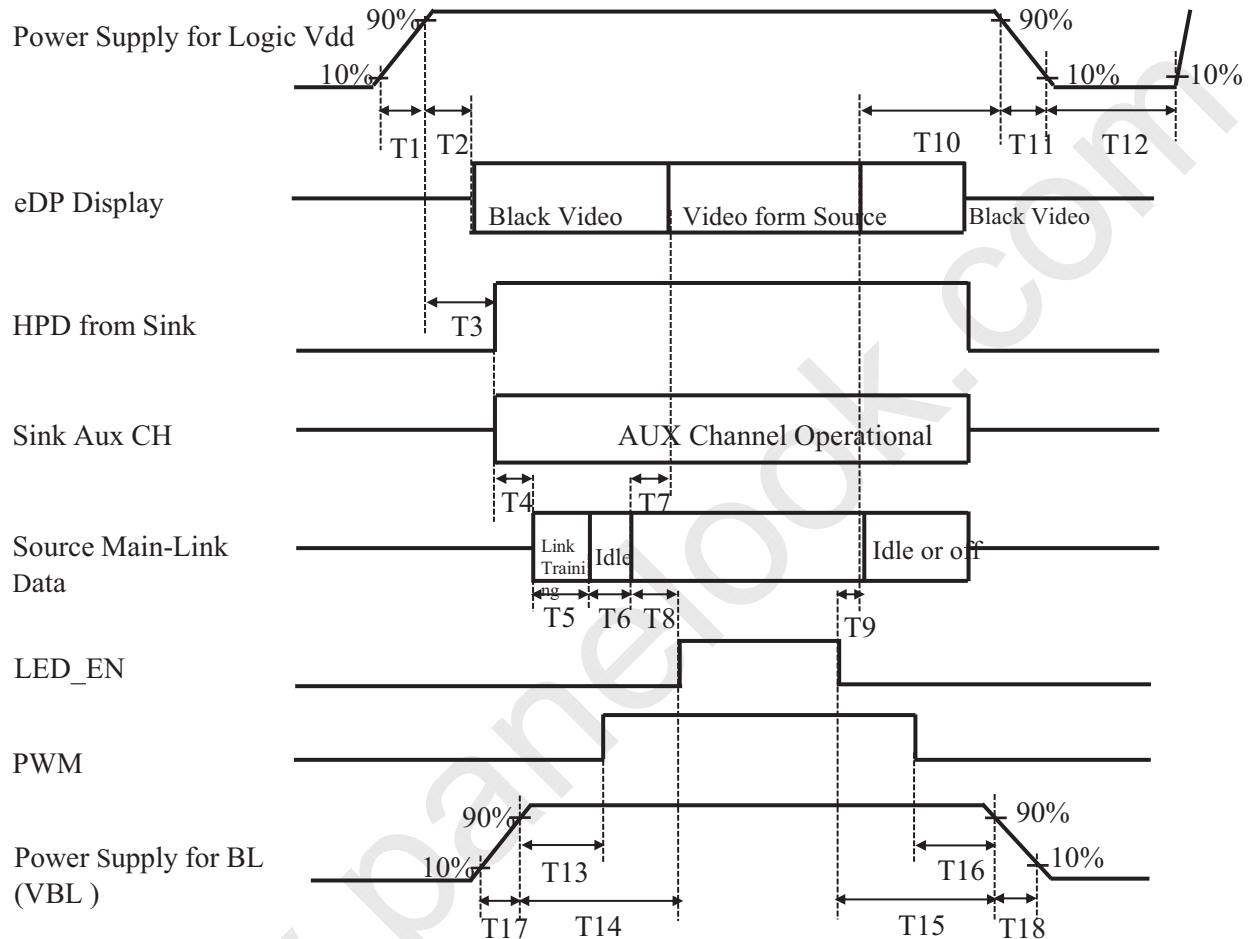 Power Supply for Logic Vdd
90%
90%
10%
10%
10%
T1
T2
T10
T11
T12
eDP Display
Black Video
Video form Source
Black Video
HPD from Sink
T3
Sink Aux CH
AUX Channel Operational
T4
T7
Source Main-Link
Data
Link
Traini
ng
Idle
Idle or off
T5
T6
T8
T9
LED_EN
PWM
90%
90%
Power Supply for BL
(VBL )
10%
10%
T13
T16
T17
T14
T15
T18
panelook.com